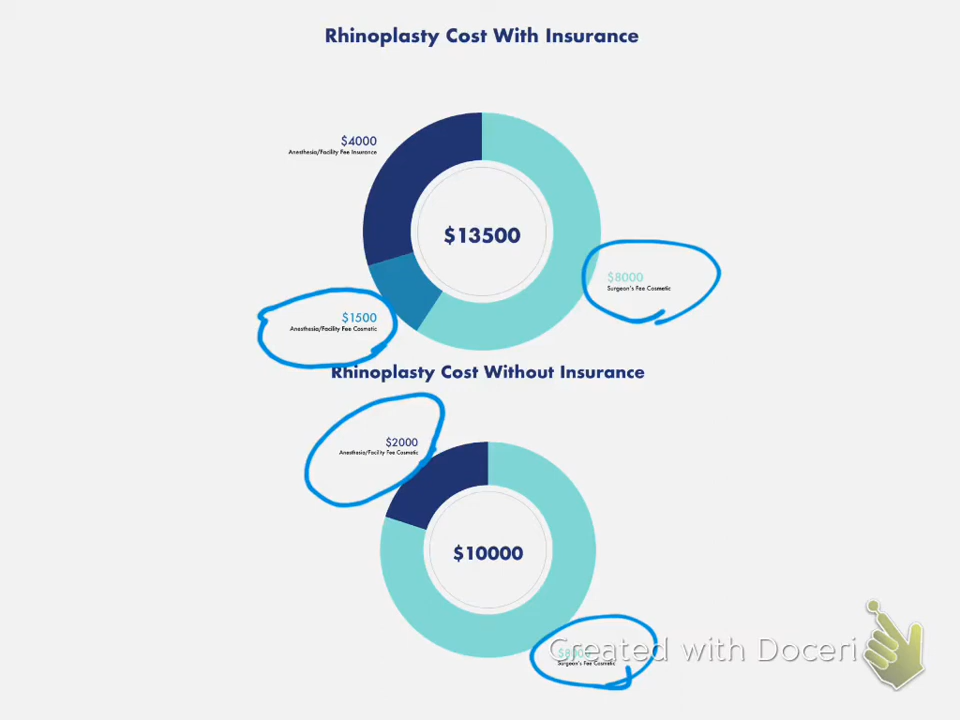 Rhinoplasty Cost With Insurance
$4000
Anesthesia/Facility Fee Insurance
$13500
$8000
Surgeon's Fee Cosmetic
$1500
Anesthesia/Facility Fee Cosmetic
Rhinoplasty Cost Without Insurance
$2000
Anesthesia/Facility Fee Cosmetic
$10000
Created with Doceri
$8000
Surgeon's Fee Cosmetic